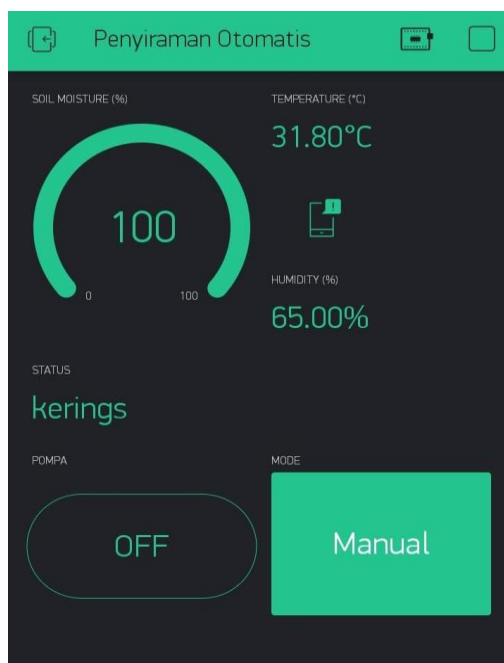 Penyiraman Otomatis
SOIL MOISTURE (%)
TEMPERATURE (°C)
31.80°C
100
0 100
HUMIDITY (%)
65.00%
STATUS
kerings
POMPA
MODE
OFF
Manual